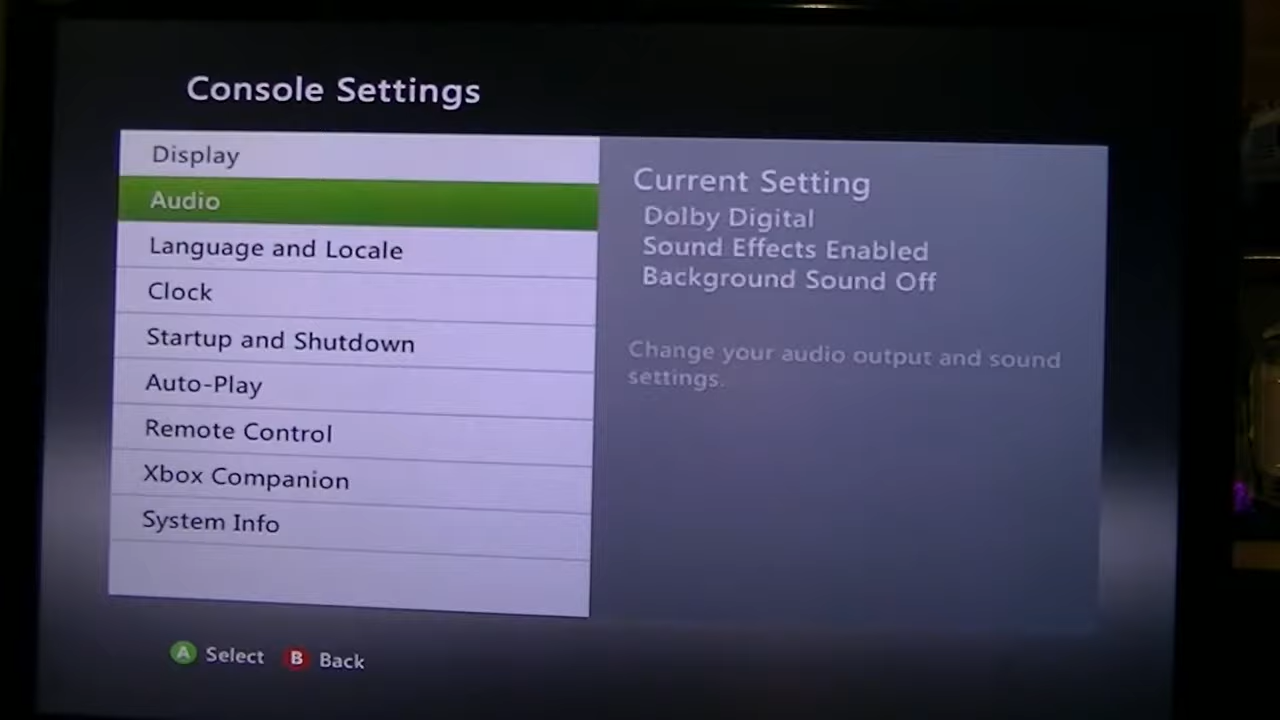 Console Settings
Display
Audio
Language and Locale
Clock
Startup and Shutdown
Auto-Play
Remote Control
Xbox Companion
System Info
Current Setting
Dolby Digital
Sound Effects Enabled
Background Sound Off
Change your audio output and sound
settings.
A Select B Back